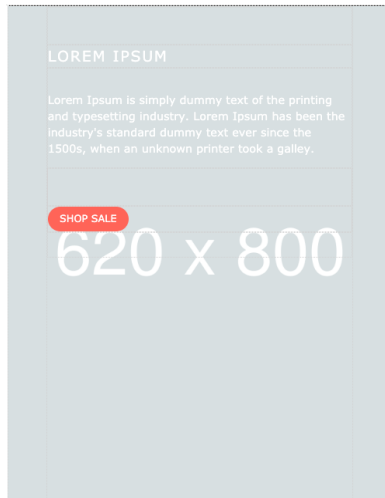 LOREM IPSUM
Lorem Ipsum is simply dummy text of the printing
and typesetting industry. Lorem Ipsum has been the
industry's standard dummy text ever since the
1500s, when an unknown printer took a galley.
SHOP SALE
620 x 800